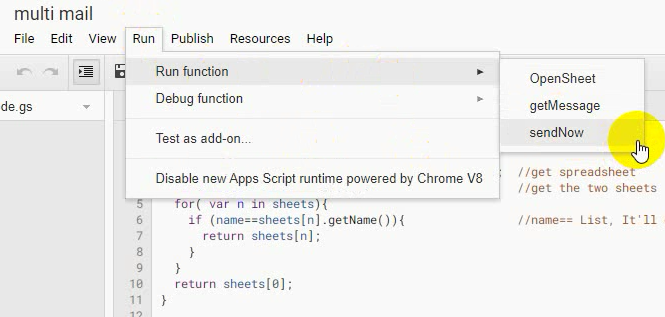 multi mail
File Edit View Run Publish Resources Help
Run function
OpenSheet
Debug function
getMessage
sendNow
Test as add-on...
Disable new Apps Script runtime powered by Chrome V8
de.gs
; //get spreadsheet
//get the two sheets
5 for( var n in sheets){
6 if (name==sheets[n].getName()){ //name== List, It'll
7 return sheets[n];
8 }
9 }
10 return sheets[0];
11 }